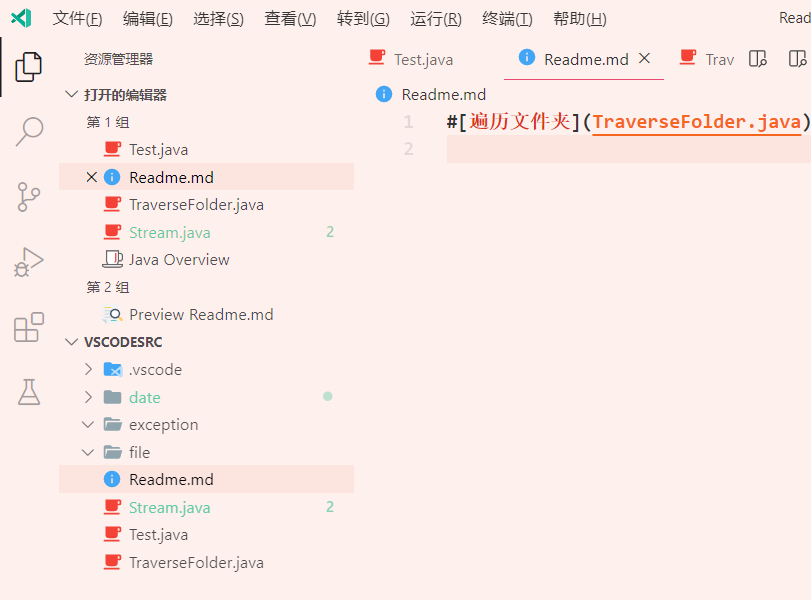 文件(F) 编辑(E) 选择(S) 查看(V) 转到(G) 运行(R) 终端(T) 帮助(H) Read
资源管理器
Test.java Readme.md Trav
打开的编辑器
Readme.md
第 1 组
1 #[遍历文件夹](TraverseFolder.java)
Test.java
2
Readme.md
TraverseFolder.java
Stream.java 2
Java Overview
第 2 组
Preview Readme.md
VSCODESRC
.vscode
date
exception
file
Readme.md
Stream.java 2
Test.java
TraverseFolder.java